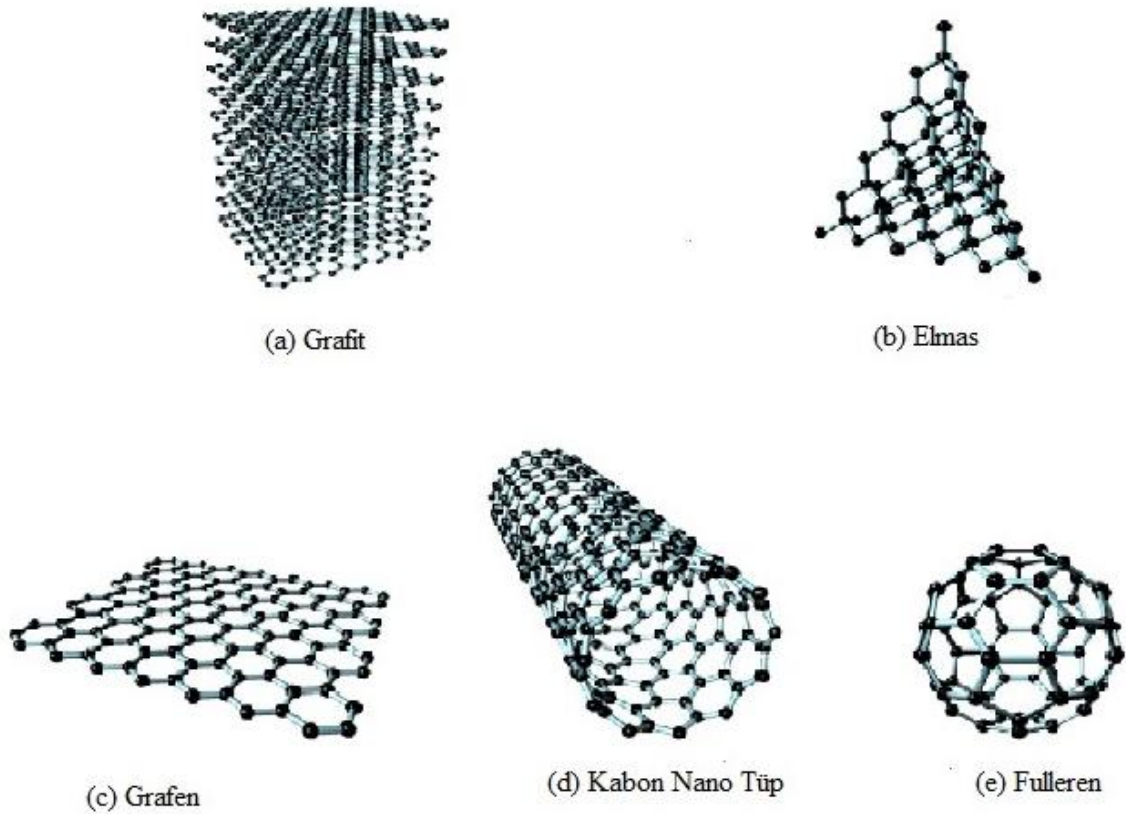 (a) Grafit
(b) Elmas
(c) Grafen
(d) Kabon Nano Tüp
(e) Fulleren